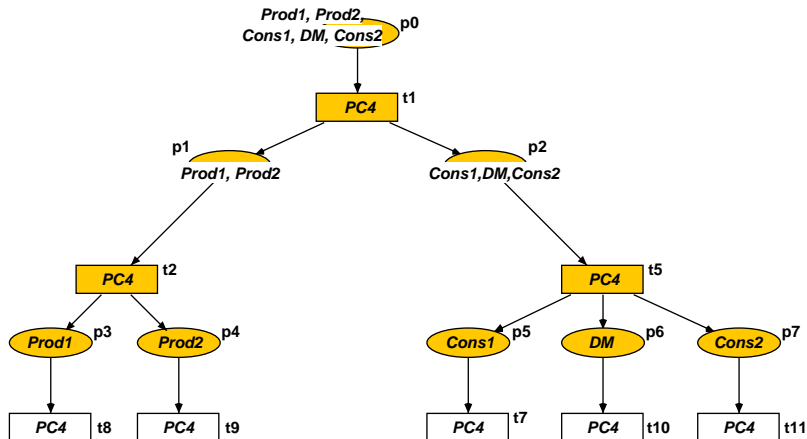 Prod1, Prod2,
Cons1, DM, Cons2
p0
PC4
t1
p1
Prod1, Prod2
p2
Cons1,DM,Cons2
PC4
t2
PC4
t5
Prod1
p3
Prod2
p4
Cons1
p5
DM
p6
Cons2
p7
PC4
t8
PC4
t9
PC4
t7
PC4
t10
PC4
t11